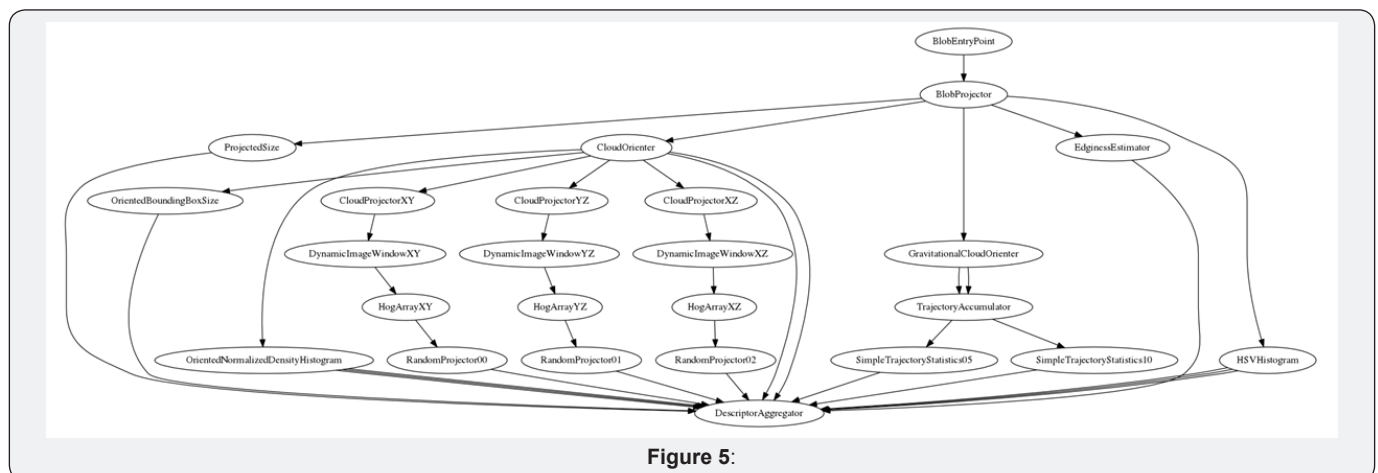 BlobEntryPoint
BlobProjector
ProjectedSize
CloudOrienter
EdginessEstimator
OrientedBoundingBoxSize
CloudProjectorXY
CloudProjectorYZ
CloudProjectorXZ
DynamicImageWindowXY
DynamicImageWindowYZ
DynamicImageWindowXZ
GravitationalCloudOrienter
HogArrayXY
HogArrayYZ
HogArrayXZ
TrajectoryAccumulator
OrientedNormalizedDensityHistogram
RandomProjector00
RandomProjector01
RandomProjector02
SimpleTrajectoryStatistics05
SimpleTrajectoryStatistics10
HSVHistogram
DescriptorAggregator
Figure 5: